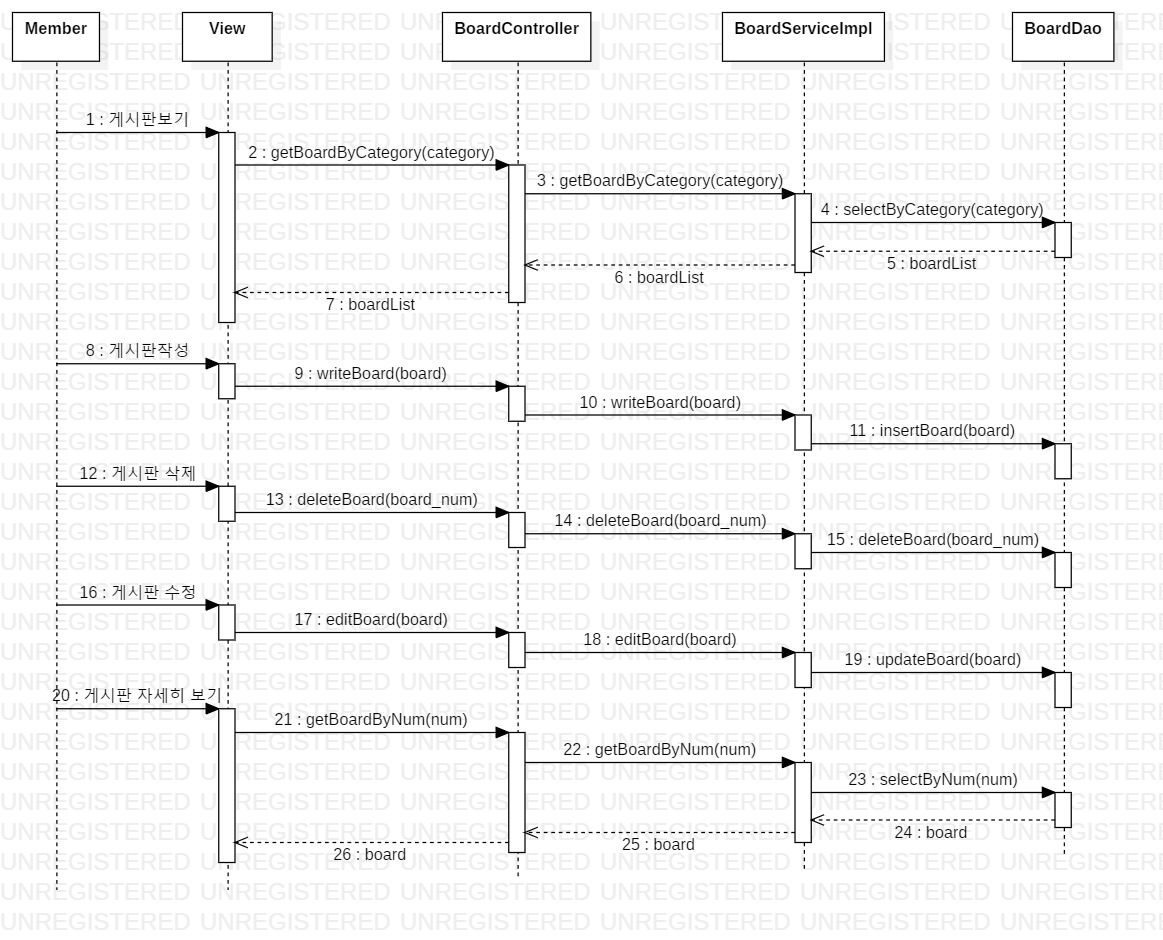 Member
View
BoardController
BoardServiceImpl
BoardDao
1 : 게시판보기
2 : getBoardByCategory(category)
3 : getBoardByCategory(category)
4 : selectByCategory(category)
5 : boardList
6 : boardList
7 : boardList
8 : 게시판작성
9 : writeBoard(board)
10 : writeBoard(board)
11 : insertBoard(board)
12 : 게시판 삭제
13 : deleteBoard(board_num)
14 : deleteBoard(board_num)
15 : deleteBoard(board_num)
16 : 게시판 수정
17 : editBoard(board)
18 : editBoard(board)
19 : updateBoard(board)
20 : 게시판 자세히 보기
21 : getBoardByNum(num)
22 : getBoardByNum(num)
23 : selectByNum(num)
24 : board
25 : board
26 : board
UNREGISTERED